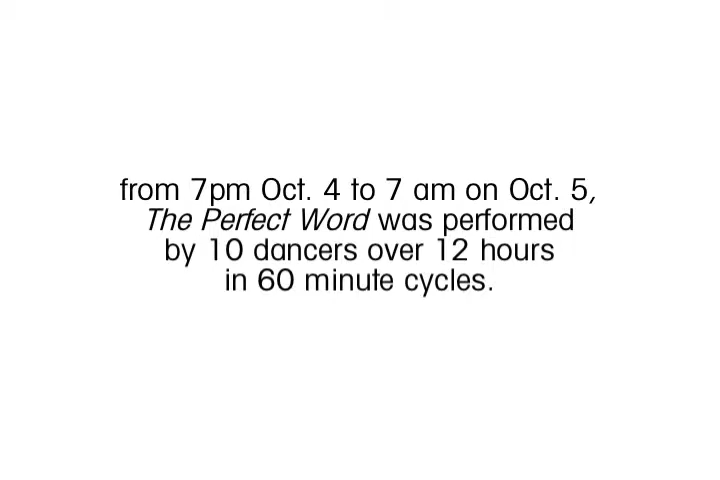 from 7pm Oct. 4 to 7 am on Oct. 5,
The Perfect Word was performed
by 10 dancers over 12 hours
in 60 minute cycles.